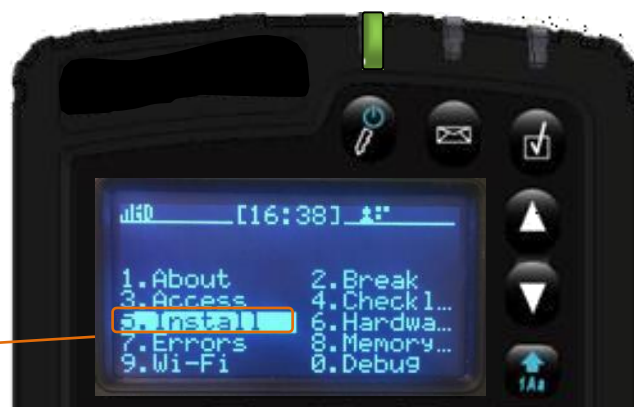 [16:38]
1.About 2.Break
3.Access 4.Checkl…
5.Install 6.Hardwa…
7.Errors 8.Memory…
9.Wi-Fi 0.Debug
1Aa